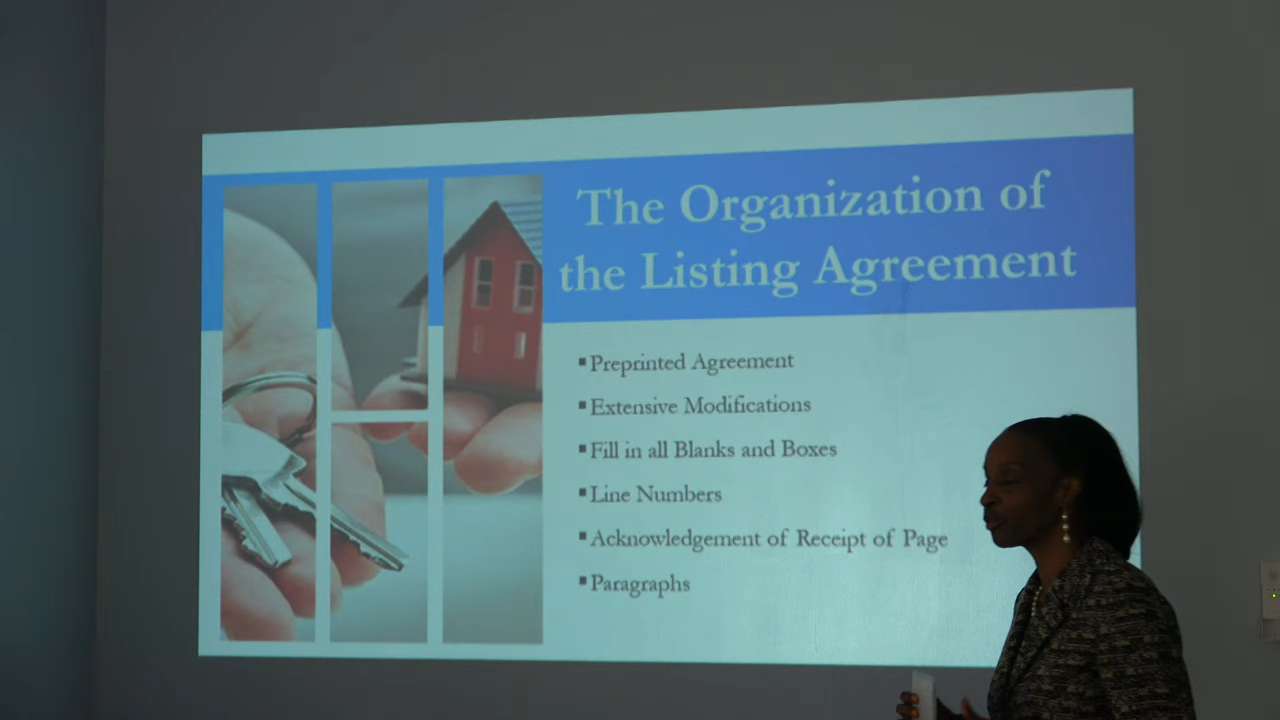 The Organization of
the Listing Agreement
▪Preprinted Agreement
▪Extensive Modifications
▪Fill in all Blanks and Boxes
▪Line Numbers
▪Acknowledgement of Receipt of Page
▪Paragraphs